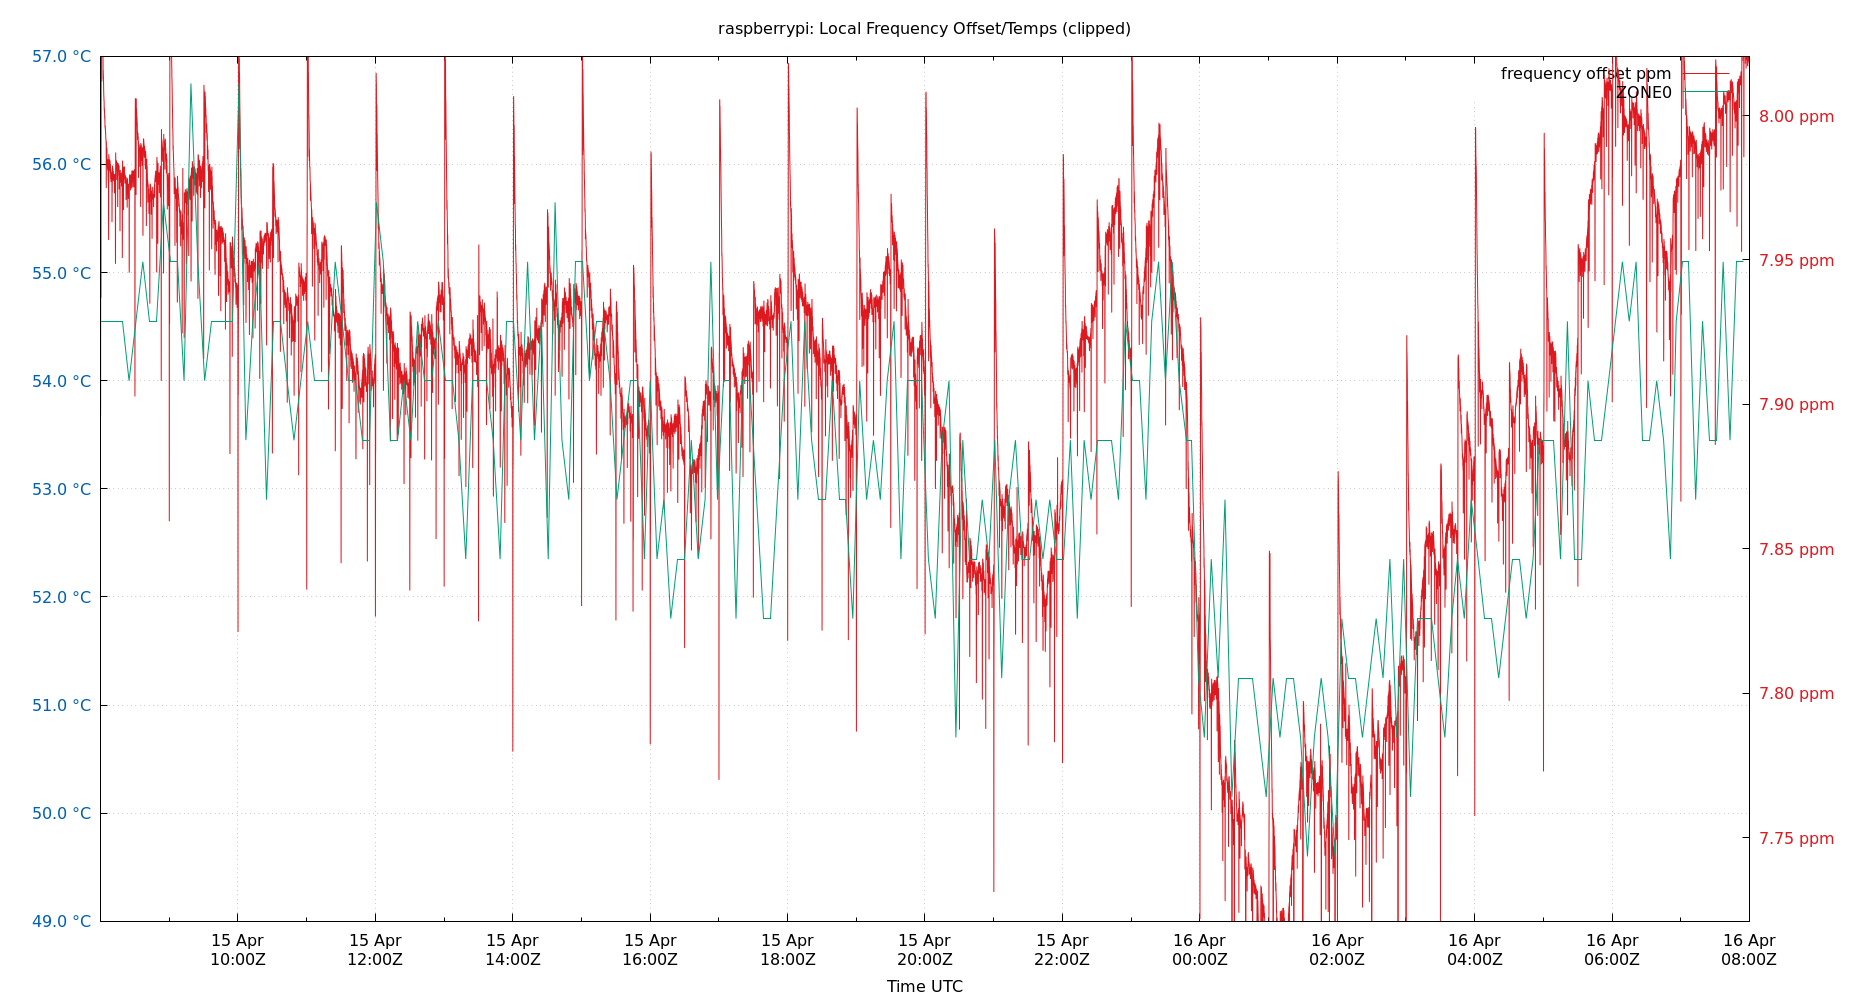 raspberrypi: Local Frequency Offset/Temps (clipped)
57.0 °C
56.0 °C
55.0 °C
54.0 °C
53.0 °C
52.0 °C
51.0 °C
50.0 °C
49.0 °C
frequency offset ppm
ZONE0
8.00 ppm
7.95 ppm
7.90 ppm
7.85 ppm
7.80 ppm
7.75 ppm
15 Apr
10:00Z
15 Apr
12:00Z
15 Apr
14:00Z
15 Apr
16:00Z
15 Apr
18:00Z
15 Apr
20:00Z
15 Apr
22:00Z
16 Apr
00:00Z
16 Apr
02:00Z
16 Apr
04:00Z
16 Apr
06:00Z
16 Apr
08:00Z
Time UTC